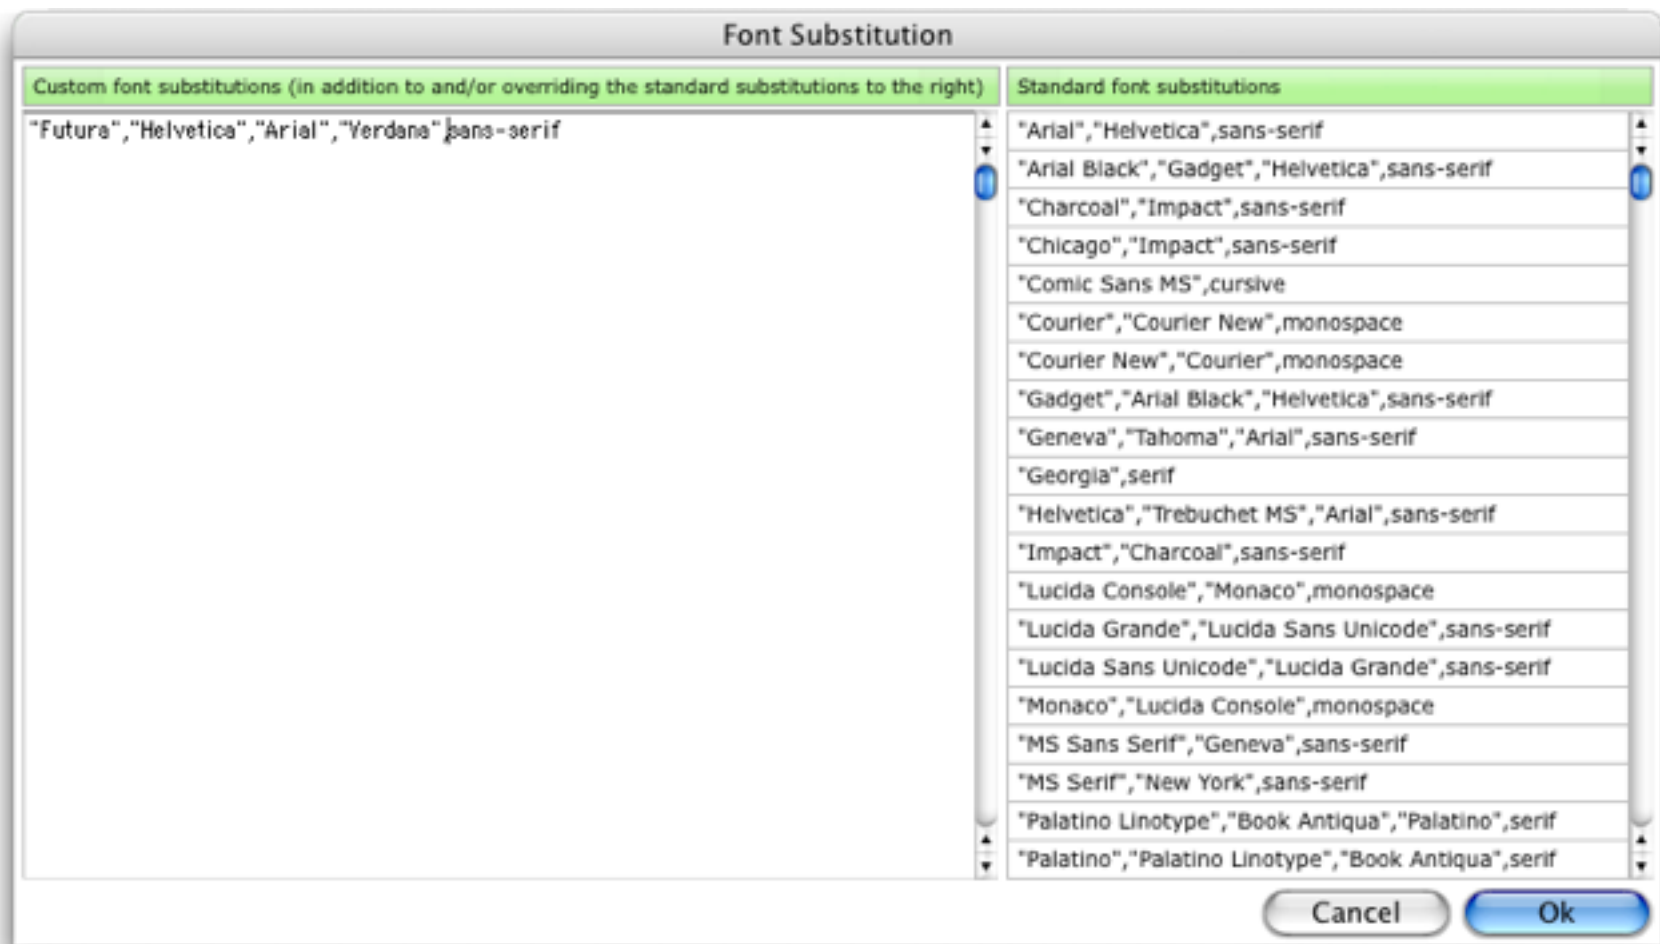 Font Substitution
Custom font substitutions (in addition to and/or overriding the standard substitutions to the right)
"Futura","Helvetica","Arial","Verdana",sans-serif
Standard font substitutions
"Arial","Helvetica",sans-serif
"Arial Black","Gadget","Helvetica",sans-serif
"Charcoal","Impact",sans-serif
"Chicago","Impact",sans-serif
"Comic Sans MS",cursive
"Courier","Courier New",monospace
"Courier New","Courier",monospace
"Gadget","Arial Black","Helvetica",sans-serif
"Geneva","Tahoma","Arial",sans-serif
"Georgia",serif
"Helvetica","Trebuchet MS","Arial",sans-serif
"Impact","Charcoal",sans-serif
"Lucida Console","Monaco",monospace
"Lucida Grande","Lucida Sans Unicode",sans-serif
"Lucida Sans Unicode","Lucida Grande",sans-serif
"Monaco","Lucida Console",monospace
"MS Sans Serif","Geneva",sans-serif
"MS Serif","New York",sans-serif
"Palatino Linotype","Book Antiqua","Palatino",serif
"Palatino","Palatino Linotype","Book Antiqua",serif
Cancel
Ok